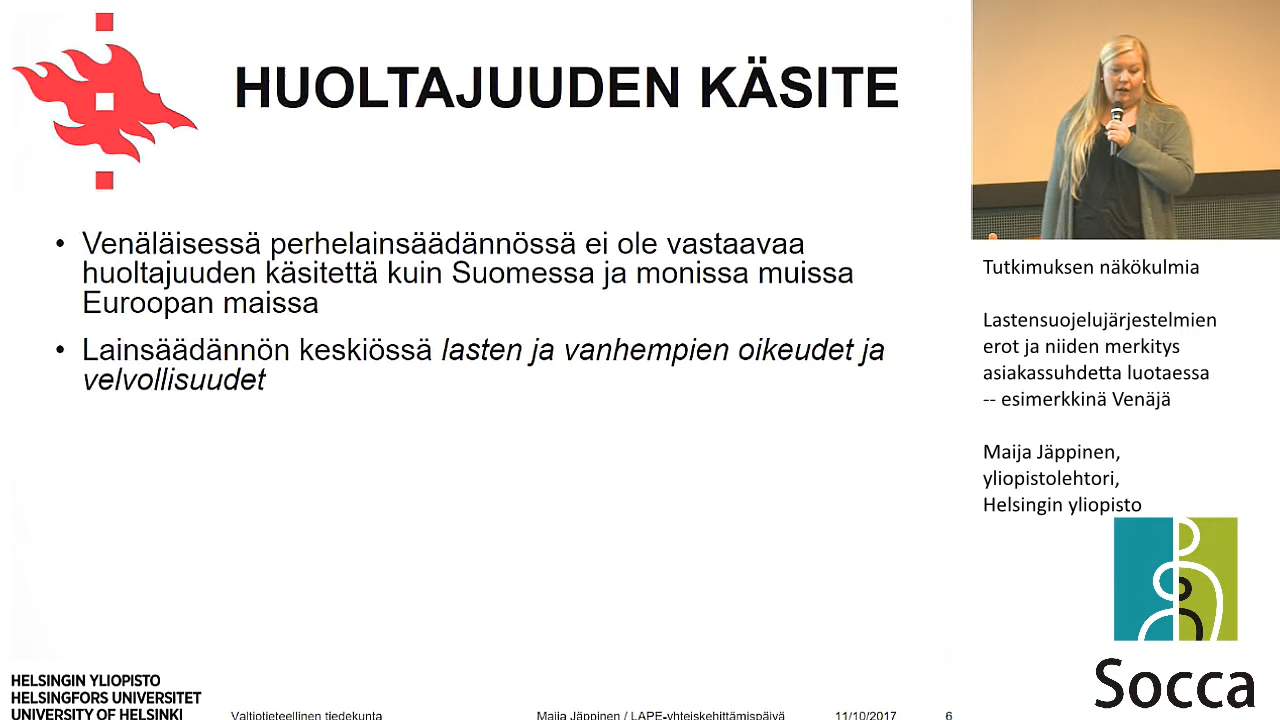 HUOLTAJUUDEN KÄSITE
• Venäläisessä perhelainsäädännössä ei ole vastaavaa
huoltajuuden käsitettä kuin Suomessa ja monissa muissa
Euroopan maissa
• Lainsäädännön keskiössä lasten ja vanhempien oikeudet ja
velvollisuudet
Tutkimuksen näkökulmia
Lastensuojelujärjestelmien
erot ja niiden merkitys
asiakassuhdetta luotaessa
-- esimerkkinä Venäjä
Maija Jäppinen,
yliopistolehtori,
Helsingin yliopisto
Socca
HELSINGIN YLIOPISTO
HELSINGFORS UNIVERSITET
UNIVERSITY OF HELSINKI
Valtiotieteellinen tiedekunta
Maija Jäppinen / LAPE-yhteiskehittämispäivä
11/10/2017
6